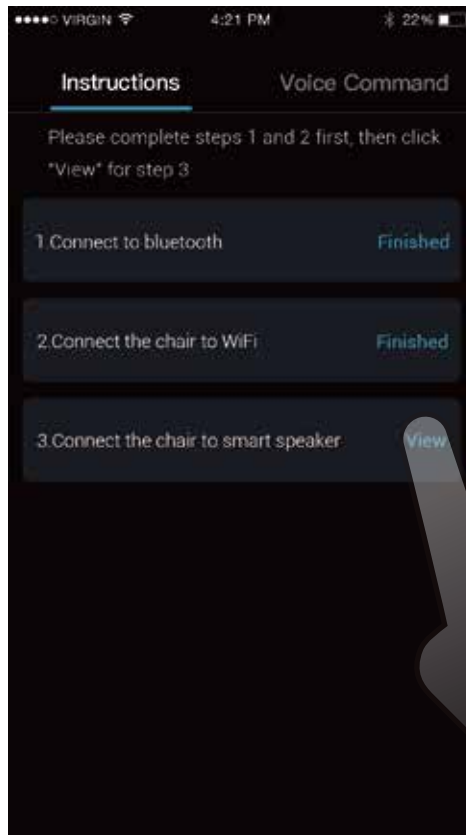 VIRGIN 4:21 PM 22%
Instructions Voice Command
Please complete steps 1 and 2 first, then click
"View" for step 3
1.Connect to bluetooth Finished
2.Connect the chair to WiFi Finished
3.Connect the chair to smart speaker View